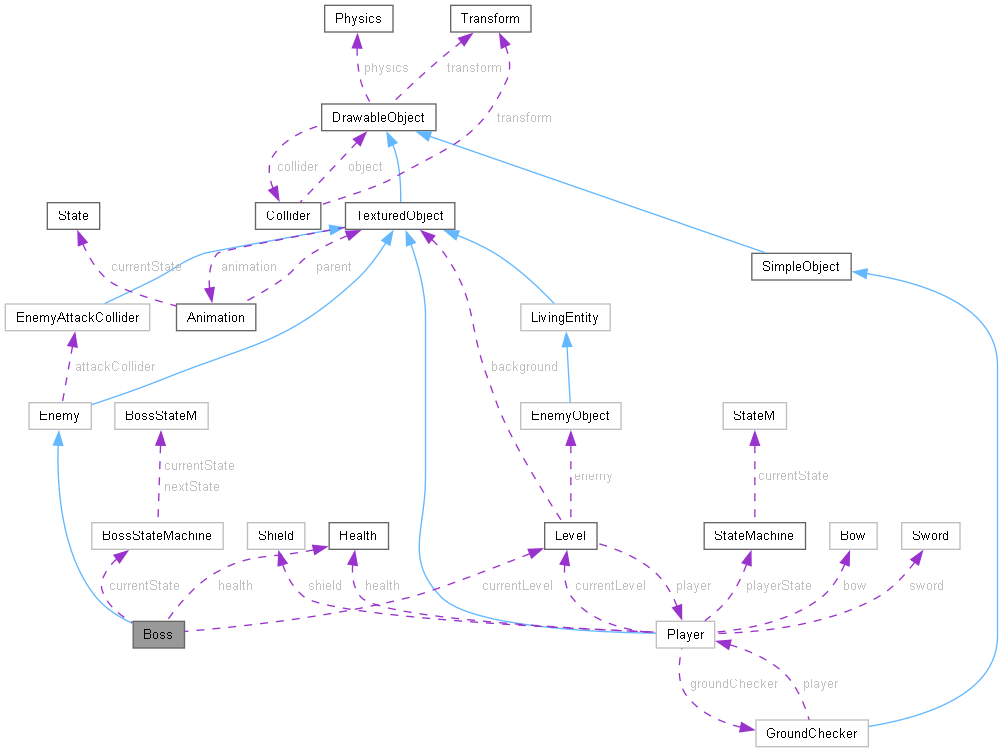 Physics
Transform
physics
transform
DrawableObject
transform
collider
object
State
Collider
TexturedObject
currentState
animation
parent
SimpleObject
EnemyAttackCollider
Animation
LivingEntity
attackCollider
background
Enemy
BossStateM
EnemyObject
StateM
currentState
nextState
enemy
currentState
BossStateMachine
Shield
Health
Level
StateMachine
Bow
Sword
currentState
health
shield
health
currentLevel
currentLevel
player
playerState
bow
sword
Boss
Player
groundChecker
player
GroundChecker